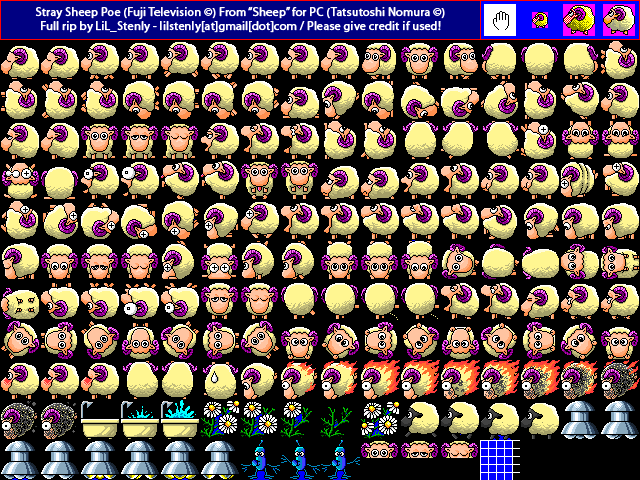 Stray Sheep Poe (Fuji Television ©) From "Sheep" for PC (Tatsutoshi Nomura ©)
Full rip by LiL_Stenly - lilstenly[at]gmail[dot]com / Please give credit if used!